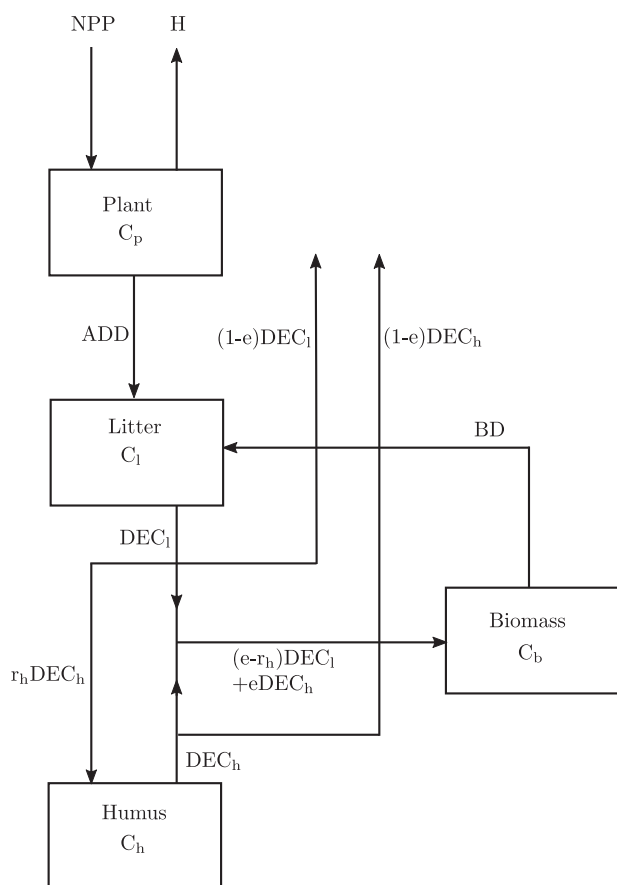 NPP
H
Plant
Cₚ
ADD
(1-e)DECₗ
(1-e)DECₕ
Litter
Cₗ
BD
DECₗ
Biomass
C_b
(e-rₕ)DECₗ
+eDECₕ
rₕDECₕ
DECₕ
Humus
Cₕ